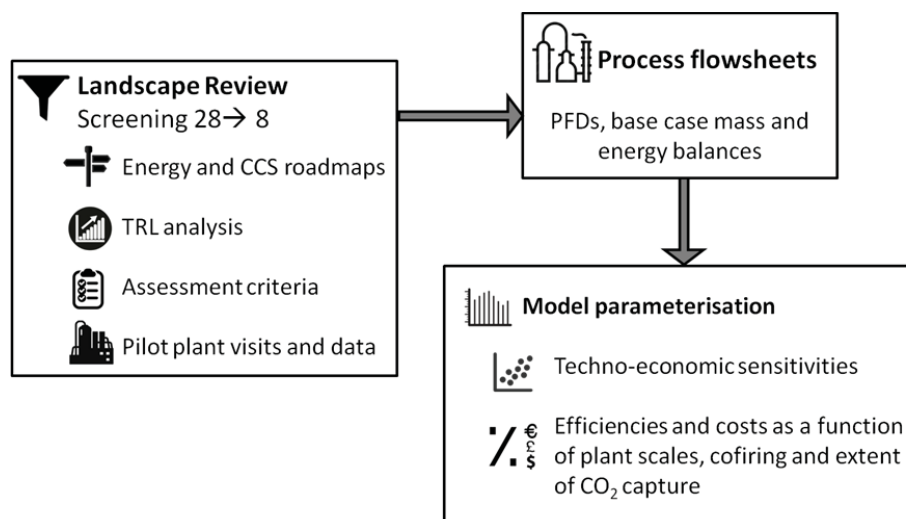 Landscape Review
Screening 28→ 8
Energy and CCS roadmaps
TRL analysis
Assessment criteria
Pilot plant visits and data
Process flowsheets
PFDs, base case mass and
energy balances
Model parameterisation
Techno-economic sensitivities
٪ € £ $
Efficiencies and costs as a function
of plant scales, cofiring and extent
of CO₂ capture